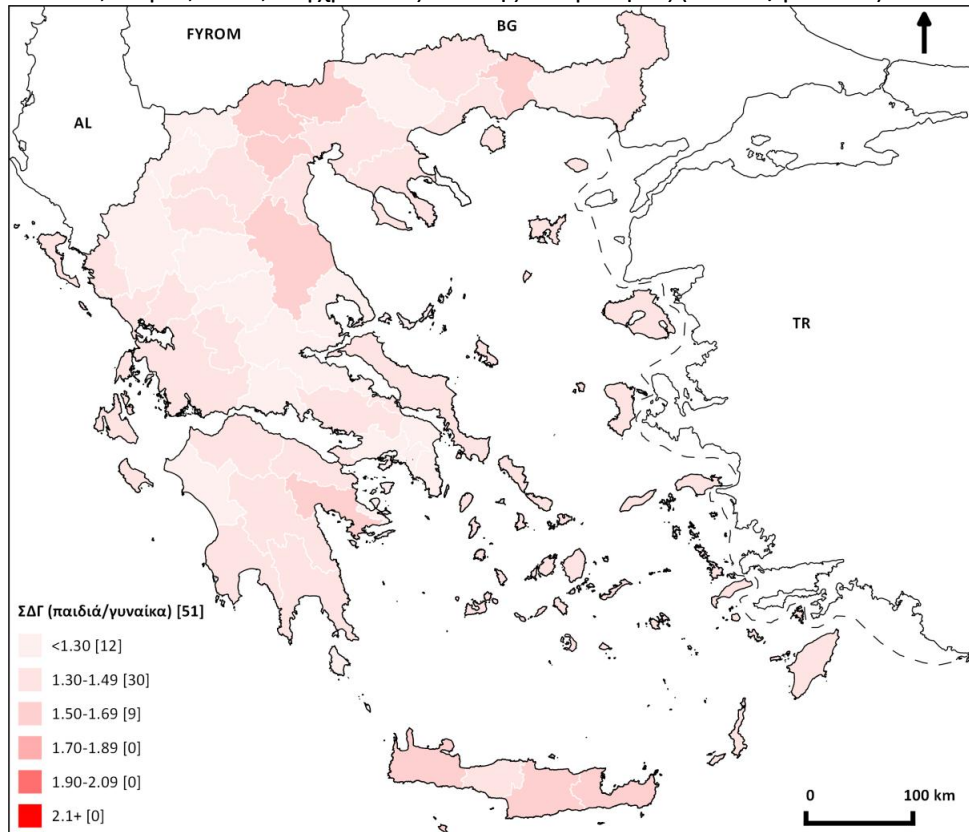 FYROM
BG
AL
TR
ΣΔΓ (παιδιά/γυναίκα) [51]
<1.30 [12]
1.30-1.49 [30]
1.50-1.69 [9]
1.70-1.89 [0]
1.90-2.09 [0]
2.1+ [0]
0 100 km